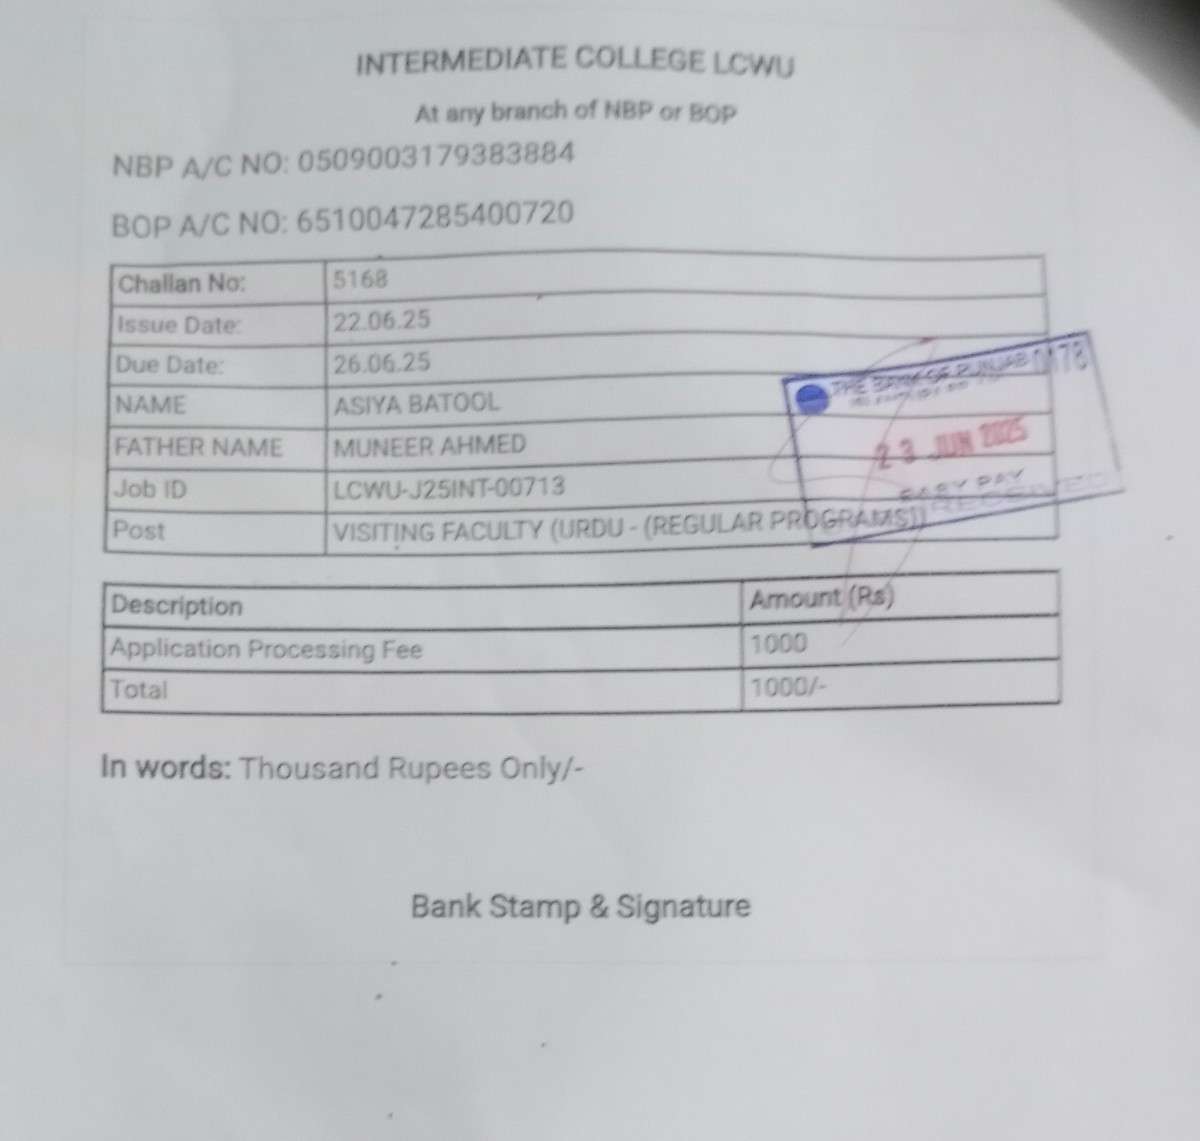 INTERMEDIATE COLLEGE LCWU
At any branch of NBP or BOP
NBP A/C NO: 0509003179383884
BOP A/C NO: 6510047285400720
Challan No: 5168
Issue Date: 22.06.25
Due Date: 26.06.25
NAME ASIYA BATOOL
FATHER NAME MUNEER AHMED
Job ID LCWU-J25INT-00713
Post VISITING FACULTY (URDU - (REGULAR PROGRAMS))
THE BANK OF PUNJAB 0178
23 JUN 2025
RECEIVED
Description Amount (Rs)
Application Processing Fee 1000
Total 1000/-
In words: Thousand Rupees Only/-
Bank Stamp & Signature